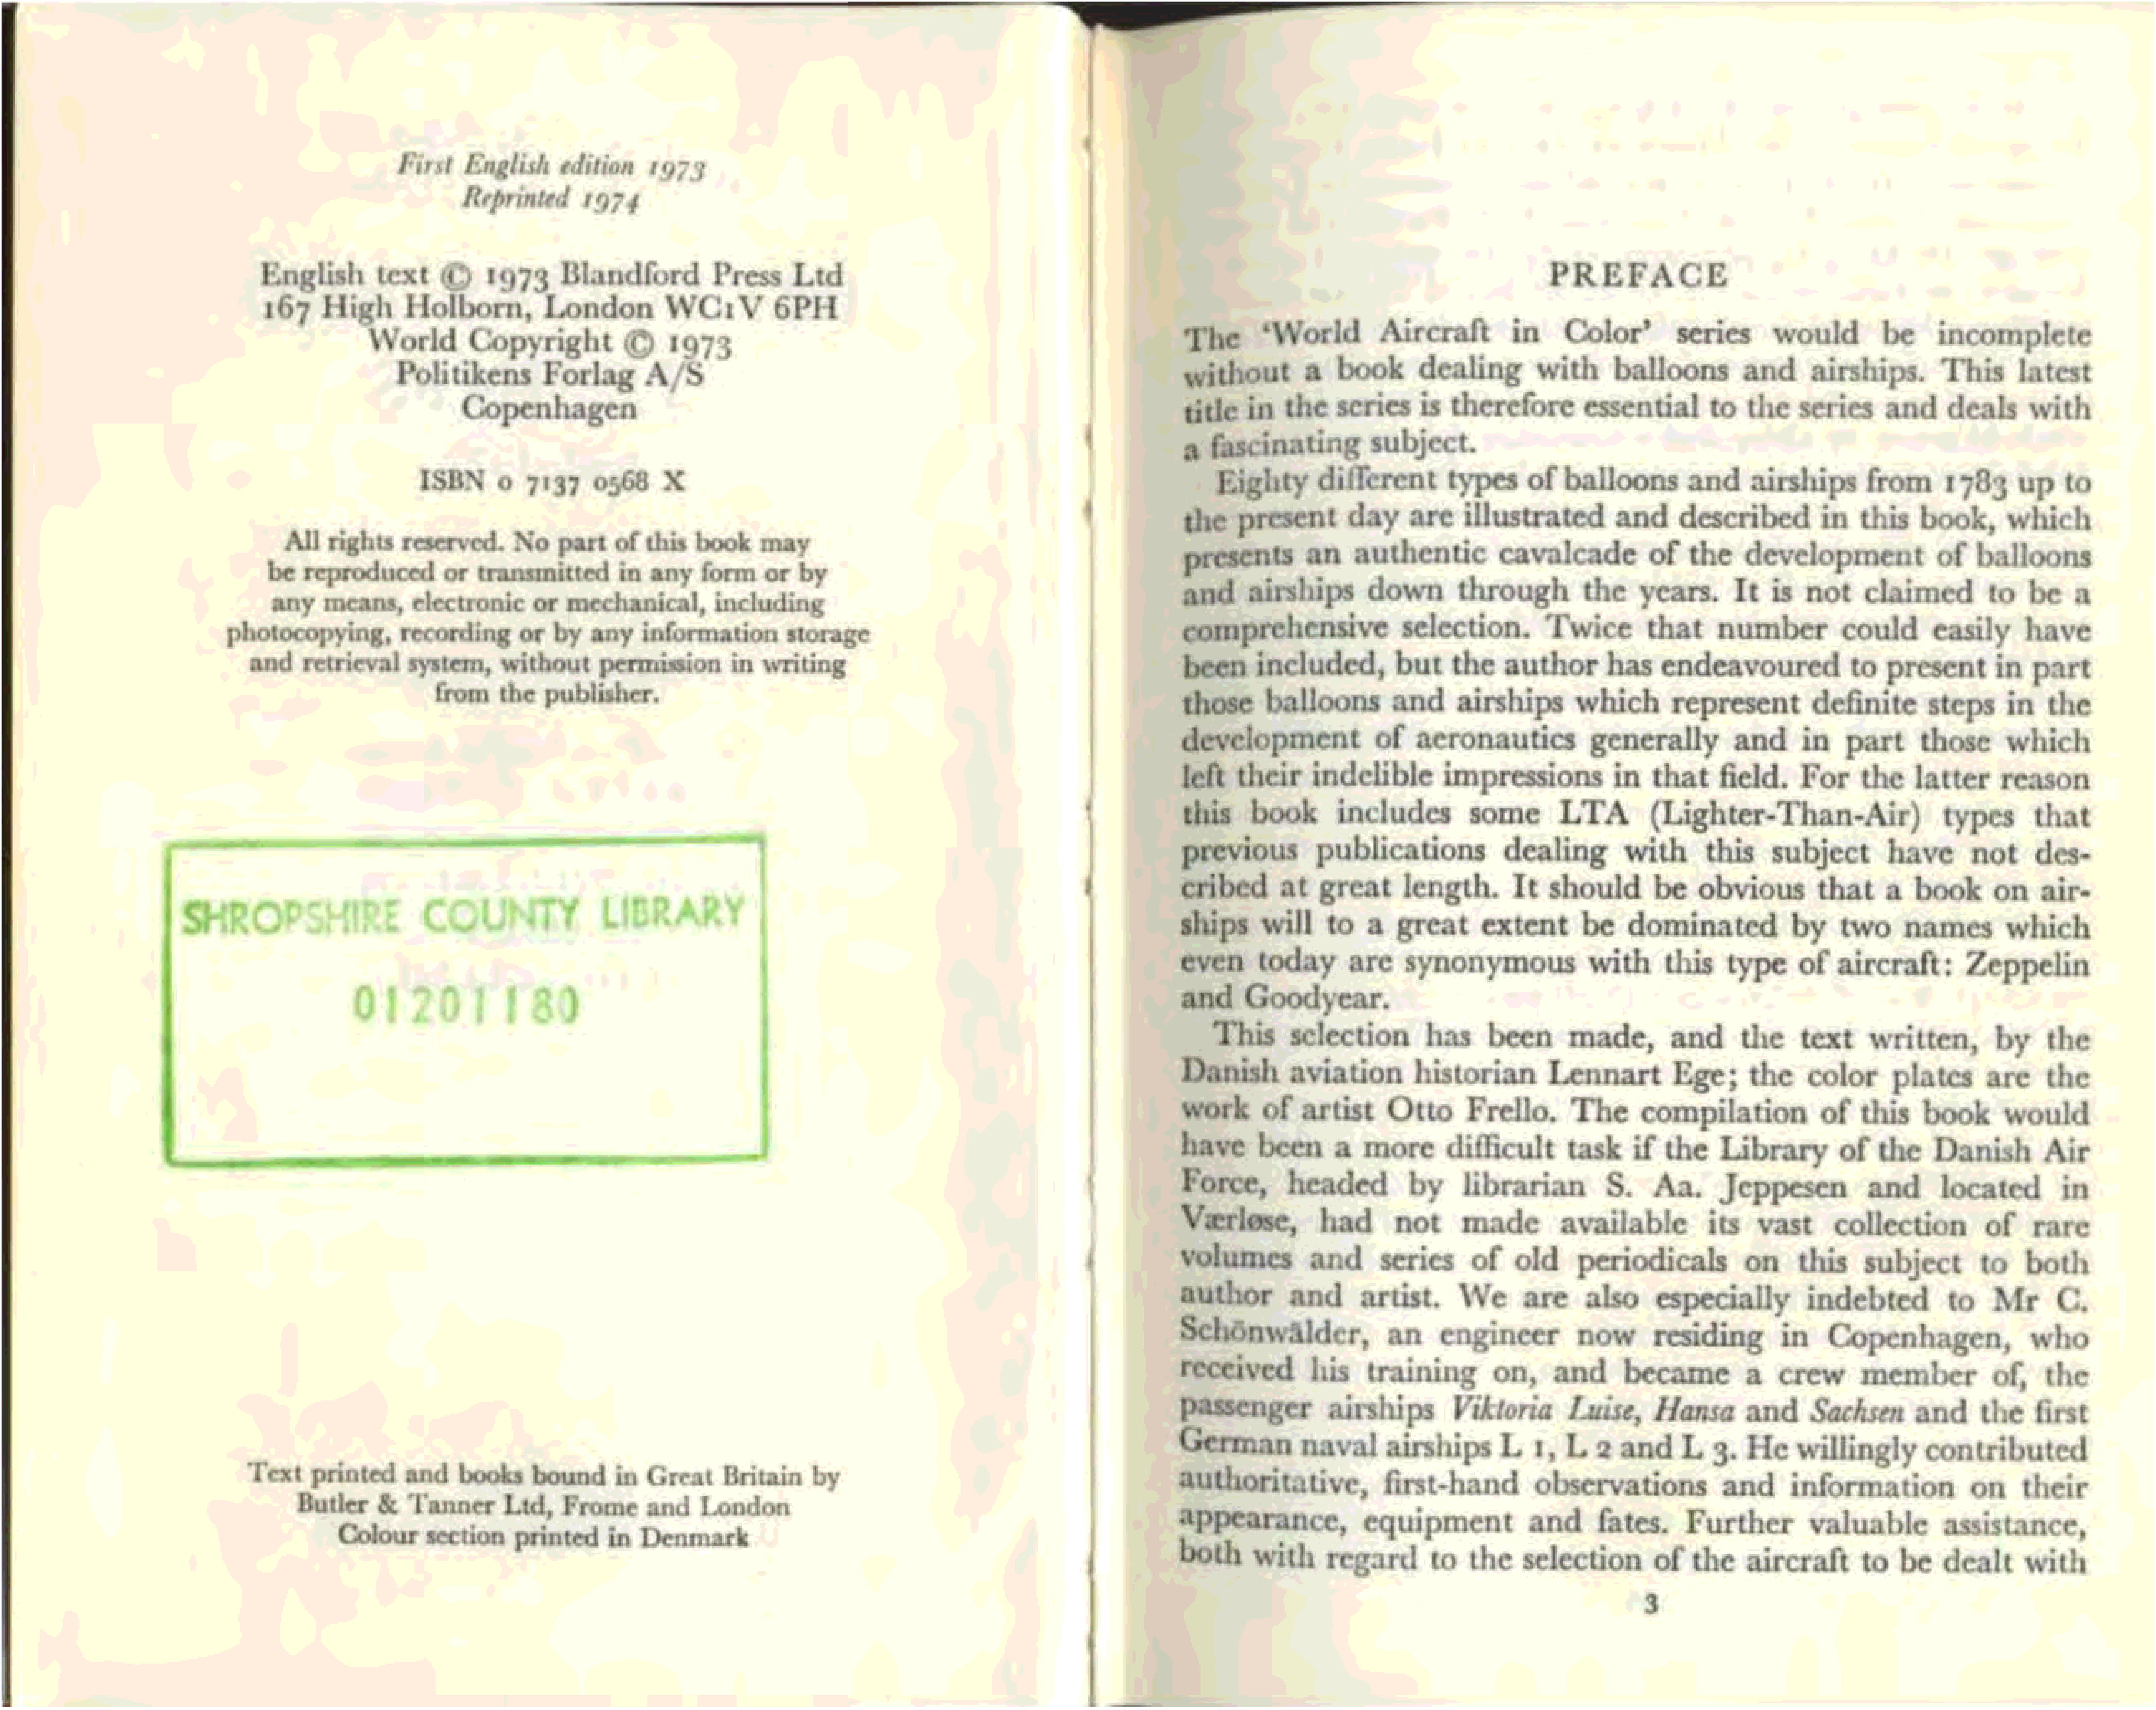 First English edition 1973
Reprinted 1974
English text © 1973 Blandford Press Ltd
167 High Holborn, London WC1V 6PH
World Copyright © 1973
Politikens Forlag A/S
Copenhagen
ISBN 0 7137 0568 X
All rights reserved. No part of this book may
be reproduced or transmitted in any form or by
any means, electronic or mechanical, including
photocopying, recording or by any information storage
and retrieval system, without permission in writing
from the publisher.
SHROPSHIRE COUNTY LIBRARY
01201180
Text printed and books bound in Great Britain by
Butler & Tanner Ltd, Frome and London
Colour section printed in Denmark
PREFACE
The ‘World Aircraft in Color’ series would be incomplete
without a book dealing with balloons and airships. This latest
title in the series is therefore essential to the series and deals with
a fascinating subject.
Eighty different types of balloons and airships from 1783 up to
the present day are illustrated and described in this book, which
presents an authentic cavalcade of the development of balloons
and airships down through the years. It is not claimed to be a
comprehensive selection. Twice that number could easily have
been included, but the author has endeavoured to present in part
those balloons and airships which represent definite steps in the
development of aeronautics generally and in part those which
left their indelible impressions in that field. For the latter reason
this book includes some LTA (Lighter-Than-Air) types that
previous publications dealing with this subject have not des-
cribed at great length. It should be obvious that a book on air-
ships will to a great extent be dominated by two names which
even today are synonymous with this type of aircraft: Zeppelin
and Goodyear.
This selection has been made, and the text written, by the
Danish aviation historian Lennart Ege; the color plates are the
work of artist Otto Frello. The compilation of this book would
have been a more difficult task if the Library of the Danish Air
Force, headed by librarian S. Aa. Jeppesen and located in
Værløse, had not made available its vast collection of rare
volumes and series of old periodicals on this subject to both
author and artist. We are also especially indebted to Mr C.
Schönwälder, an engineer now residing in Copenhagen, who
received his training on, and became a crew member of, the
passenger airships Viktoria Luise, Hansa and Sachsen and the first
German naval airships L 1, L 2 and L 3. He willingly contributed
authoritative, first-hand observations and information on their
appearance, equipment and fates. Further valuable assistance,
both with regard to the selection of the aircraft to be dealt with
3